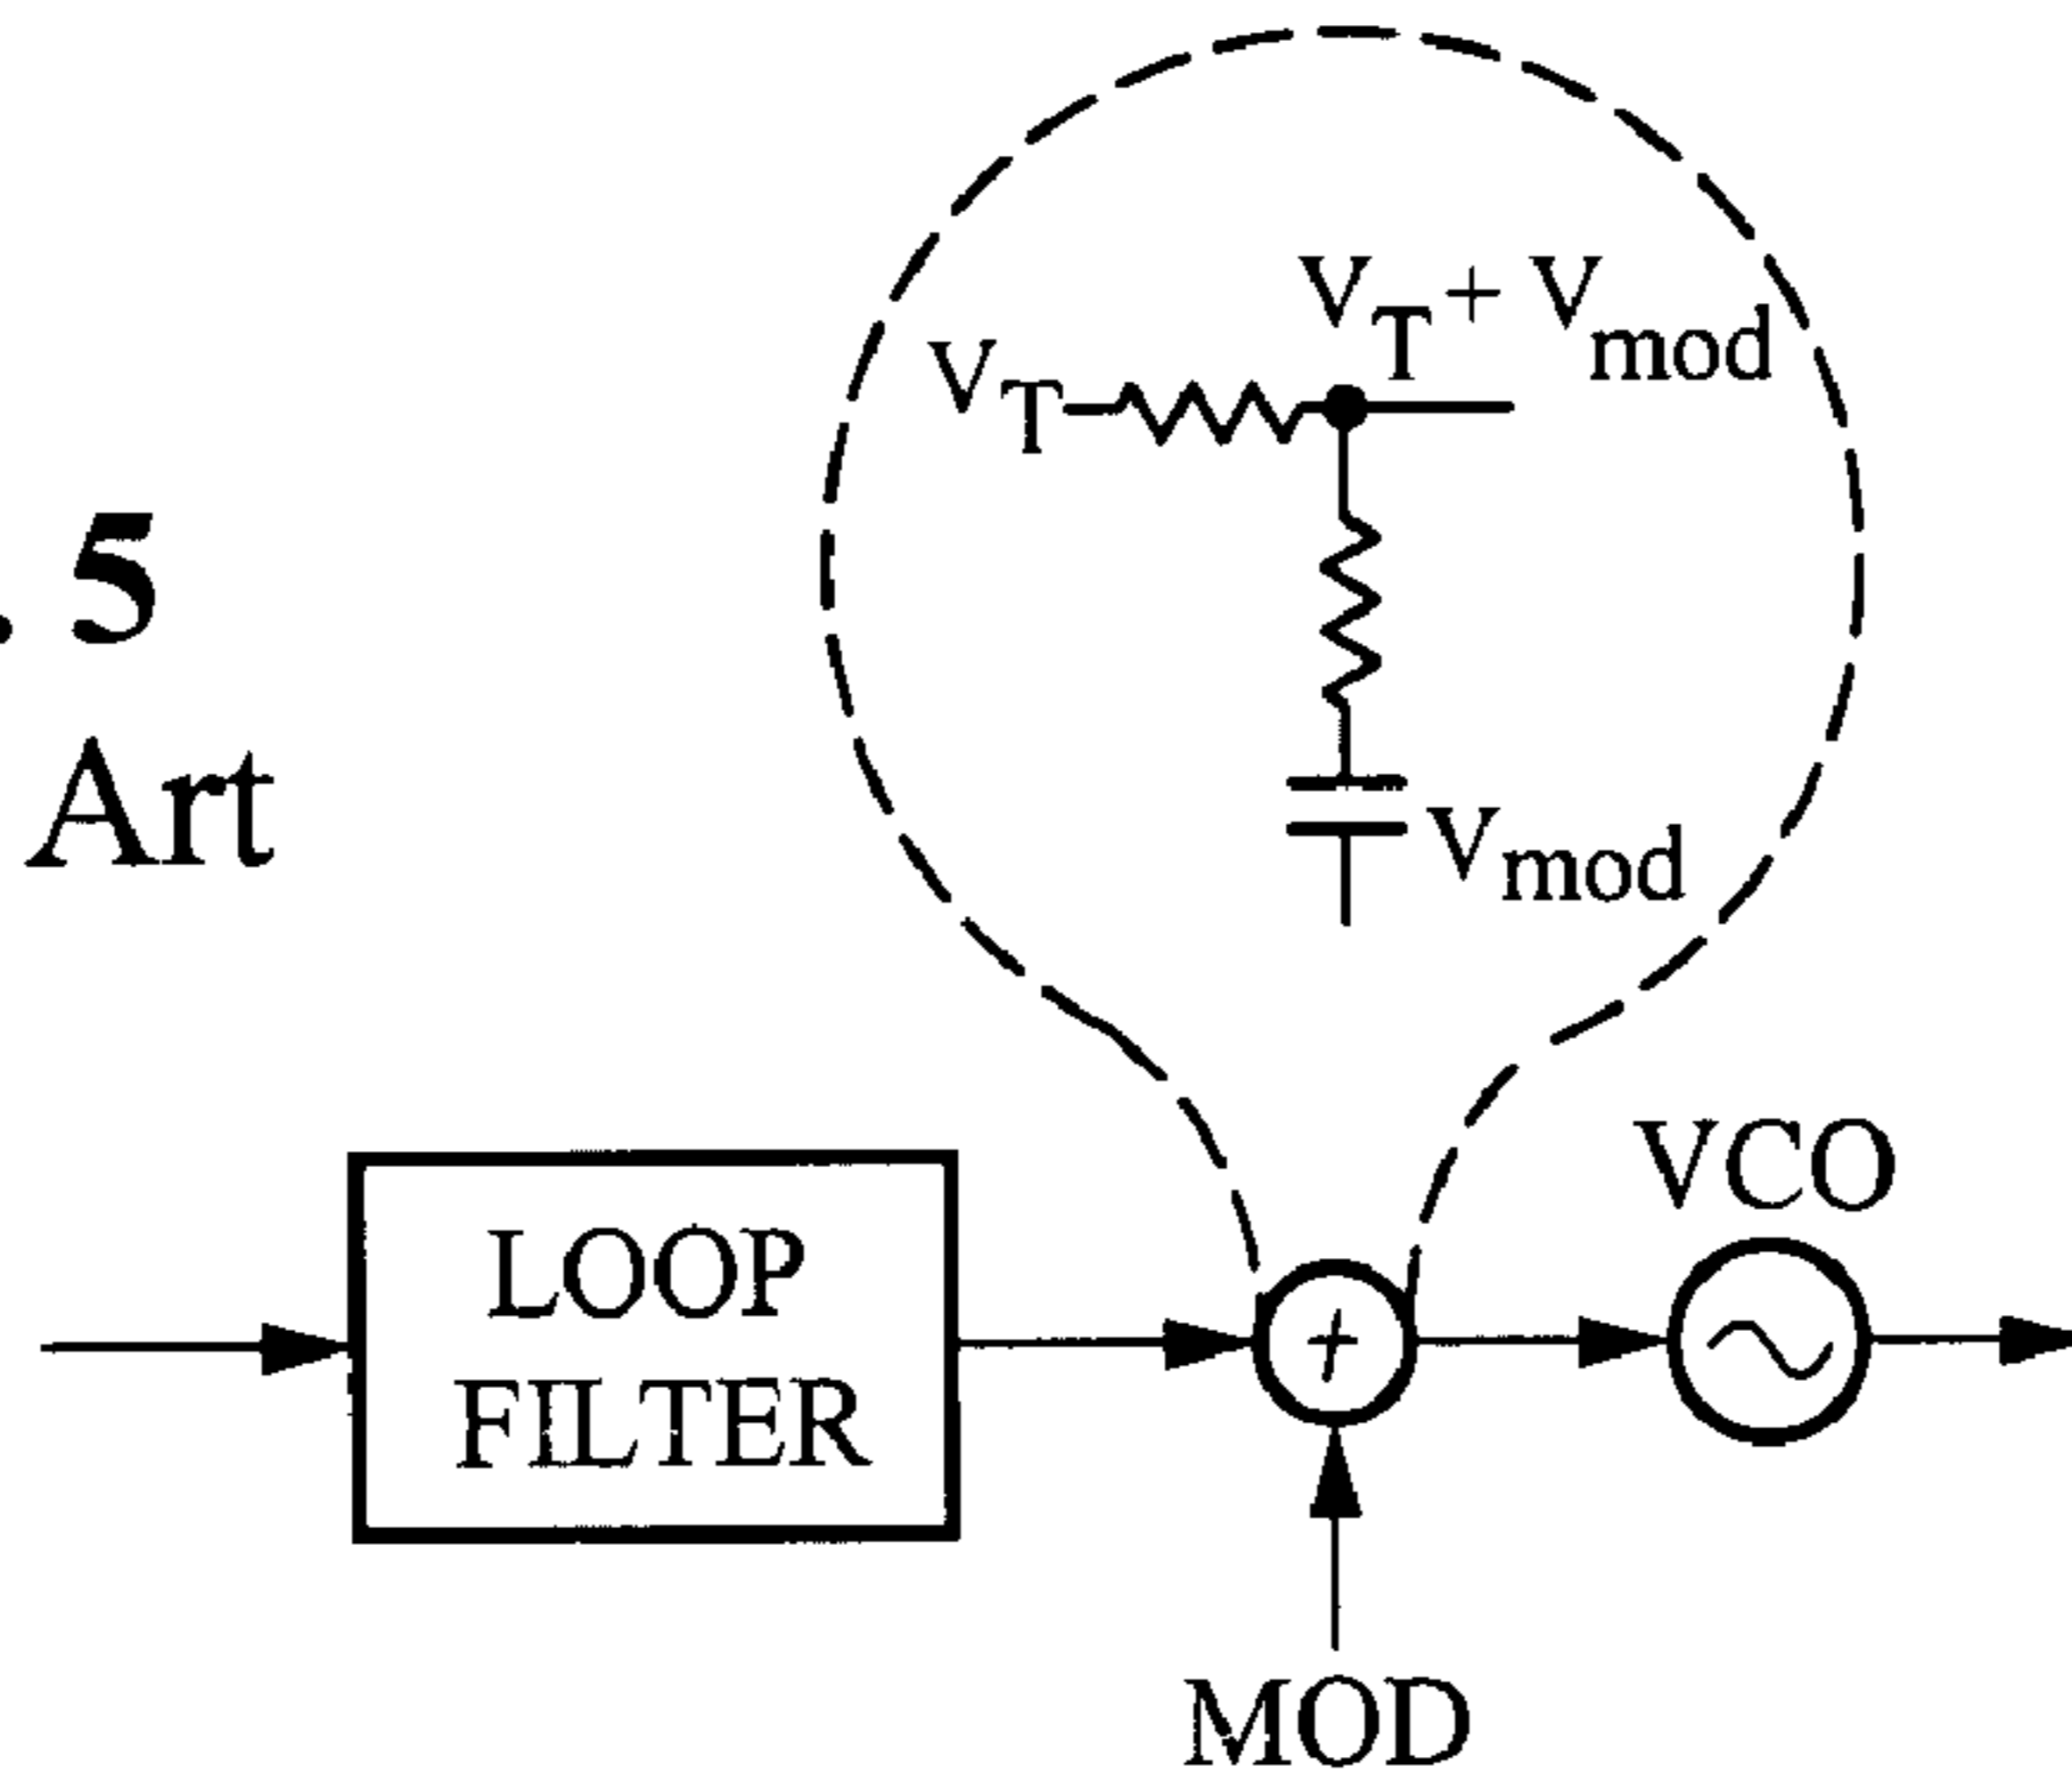 V_T + V_mod
V_T
. 5
Art
V_mod
VCO
LOOP
FILTER
+
MOD